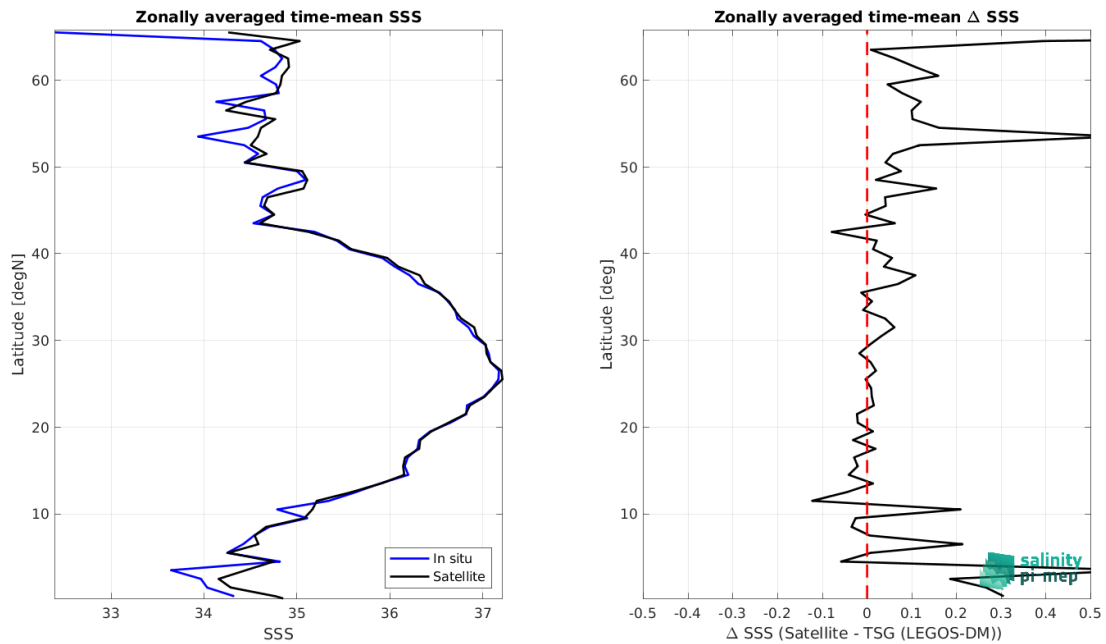 Zonally averaged time-mean SSS
Latitude [degN]
60
50
40
30
20
10
33
34
35
36
37
SSS
In situ
Satellite
Zonally averaged time-mean Δ SSS
Latitude [deg]
60
50
40
30
20
10
-0.5
-0.4
-0.3
-0.2
-0.1
0
0.1
0.2
0.3
0.4
0.5
Δ SSS (Satellite - TSG (LEGOS-DM))
salinity
pi mep